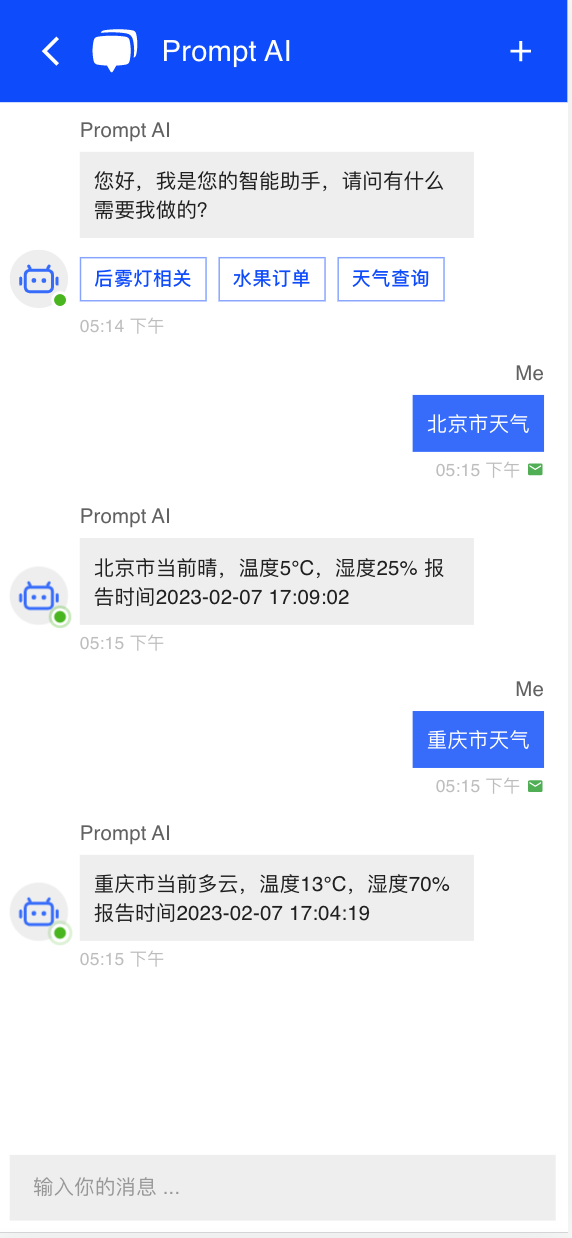 Prompt AI
+
Prompt AI
您好，我是您的智能助手，请问有什么
需要我做的?
后雾灯相关 水果订单 天气查询
05:14 下午
Me
北京市天气
05:15 下午
Prompt AI
北京市当前晴，温度5°C，湿度25% 报
告时间2023-02-07 17:09:02
05:15 下午
Me
重庆市天气
05:15 下午
Prompt AI
重庆市当前多云，温度13°C，湿度70%
报告时间2023-02-07 17:04:19
05:15 下午
输入你的消息 ...